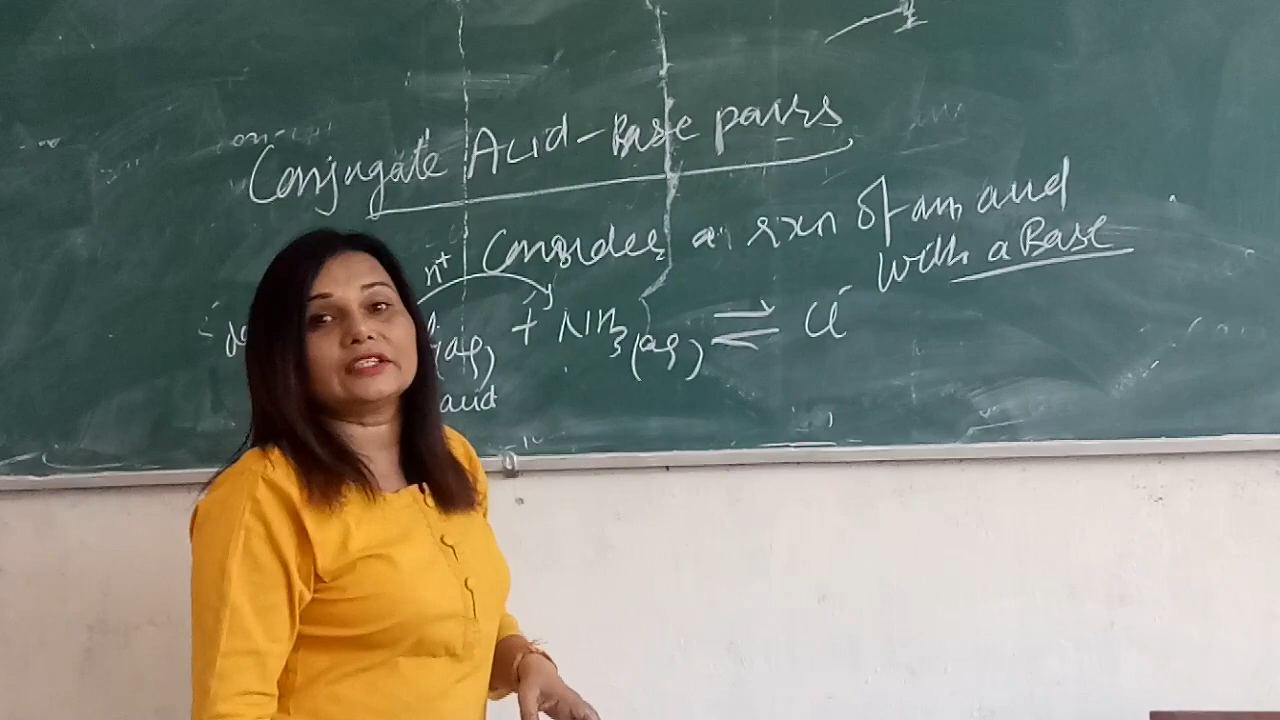 Conjugate Acid-Base pairs
Consider a rxn of an acid
with a Base
H+
(aq) + NH3(aq) ⇌ Cl-
acid